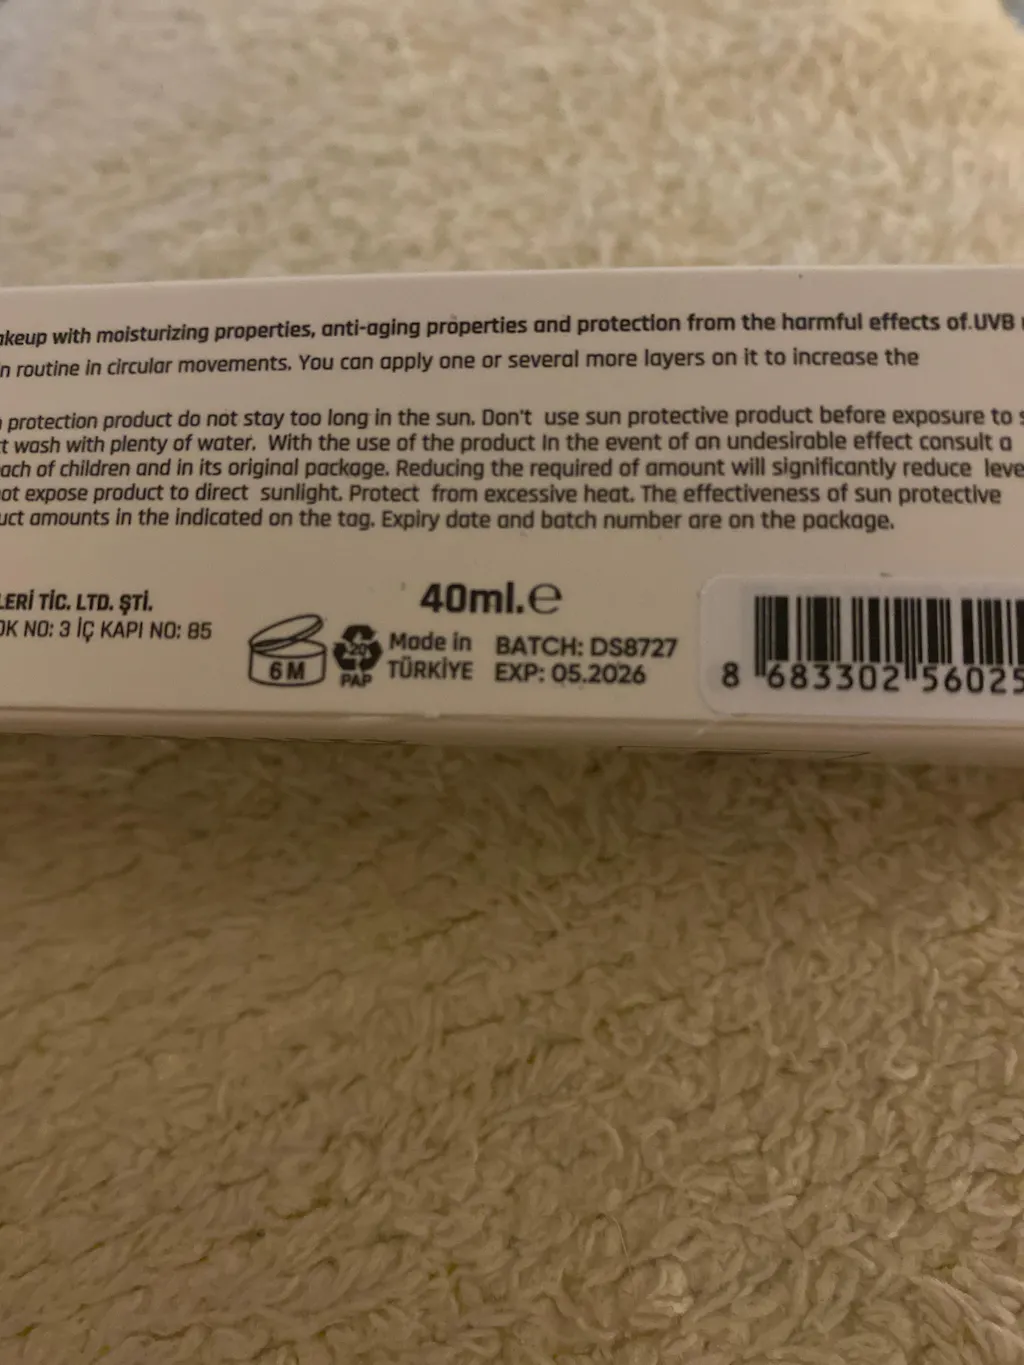 akeup with moisturizing properties, anti-aging properties and protection from the harmful effects of.UVB
n routine in circular movements. You can apply one or several more layers on it to increase the
protection product do not stay too long in the sun. Don't use sun protective product before exposure to s
t wash with plenty of water. With the use of the product In the event of an undesirable effect consult a
ach of children and in its original package. Reducing the required of amount will significantly reduce leve
ot expose product to direct sunlight. Protect from excessive heat. The effectiveness of sun protective
uct amounts in the indicated on the tag. Expiry date and batch number are on the package.
LERİ TİC. LTD. ŞTİ.
OK NO: 3 İÇ KAPI NO: 85
40ml.℮
6 M
20
PAP
Made in
TÜRKİYE
BATCH: DS8727
EXP: 05.2026
8 683302 56025